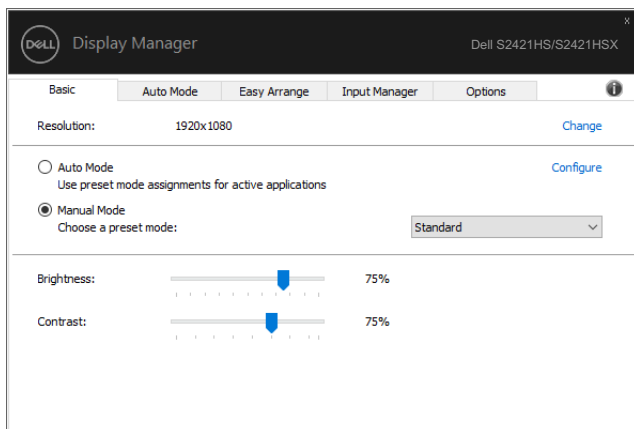 x
DELL Display Manager Dell S2421HS/S2421HSX
Basic Auto Mode Easy Arrange Input Manager Options i
Resolution: 1920x1080 Change
Auto Mode Configure
Use preset mode assignments for active applications
Manual Mode
Choose a preset mode: Standard
Brightness: 75%
Contrast: 75%